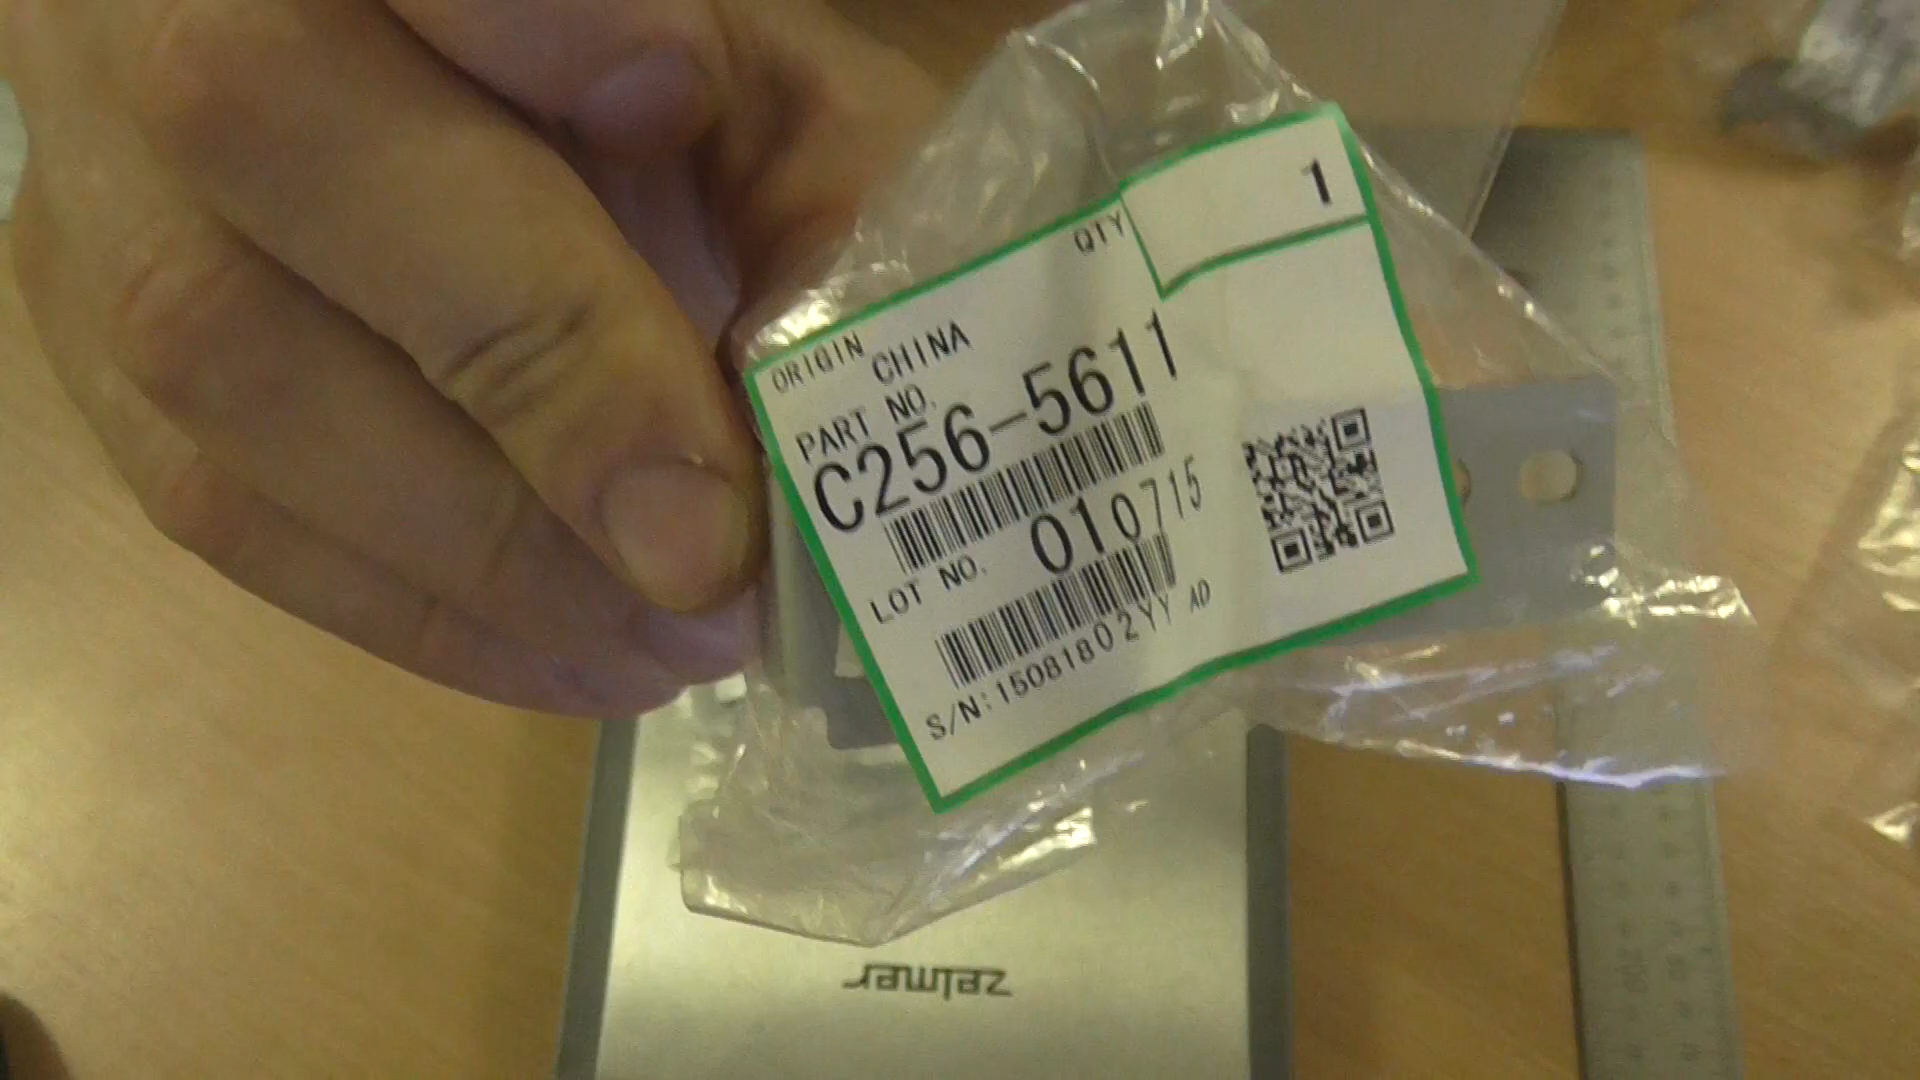 QTY 1
ORIGIN CHINA
PART NO.
C256-5611
LOT NO. 010715
S/N:15081802YY AD
zelmer